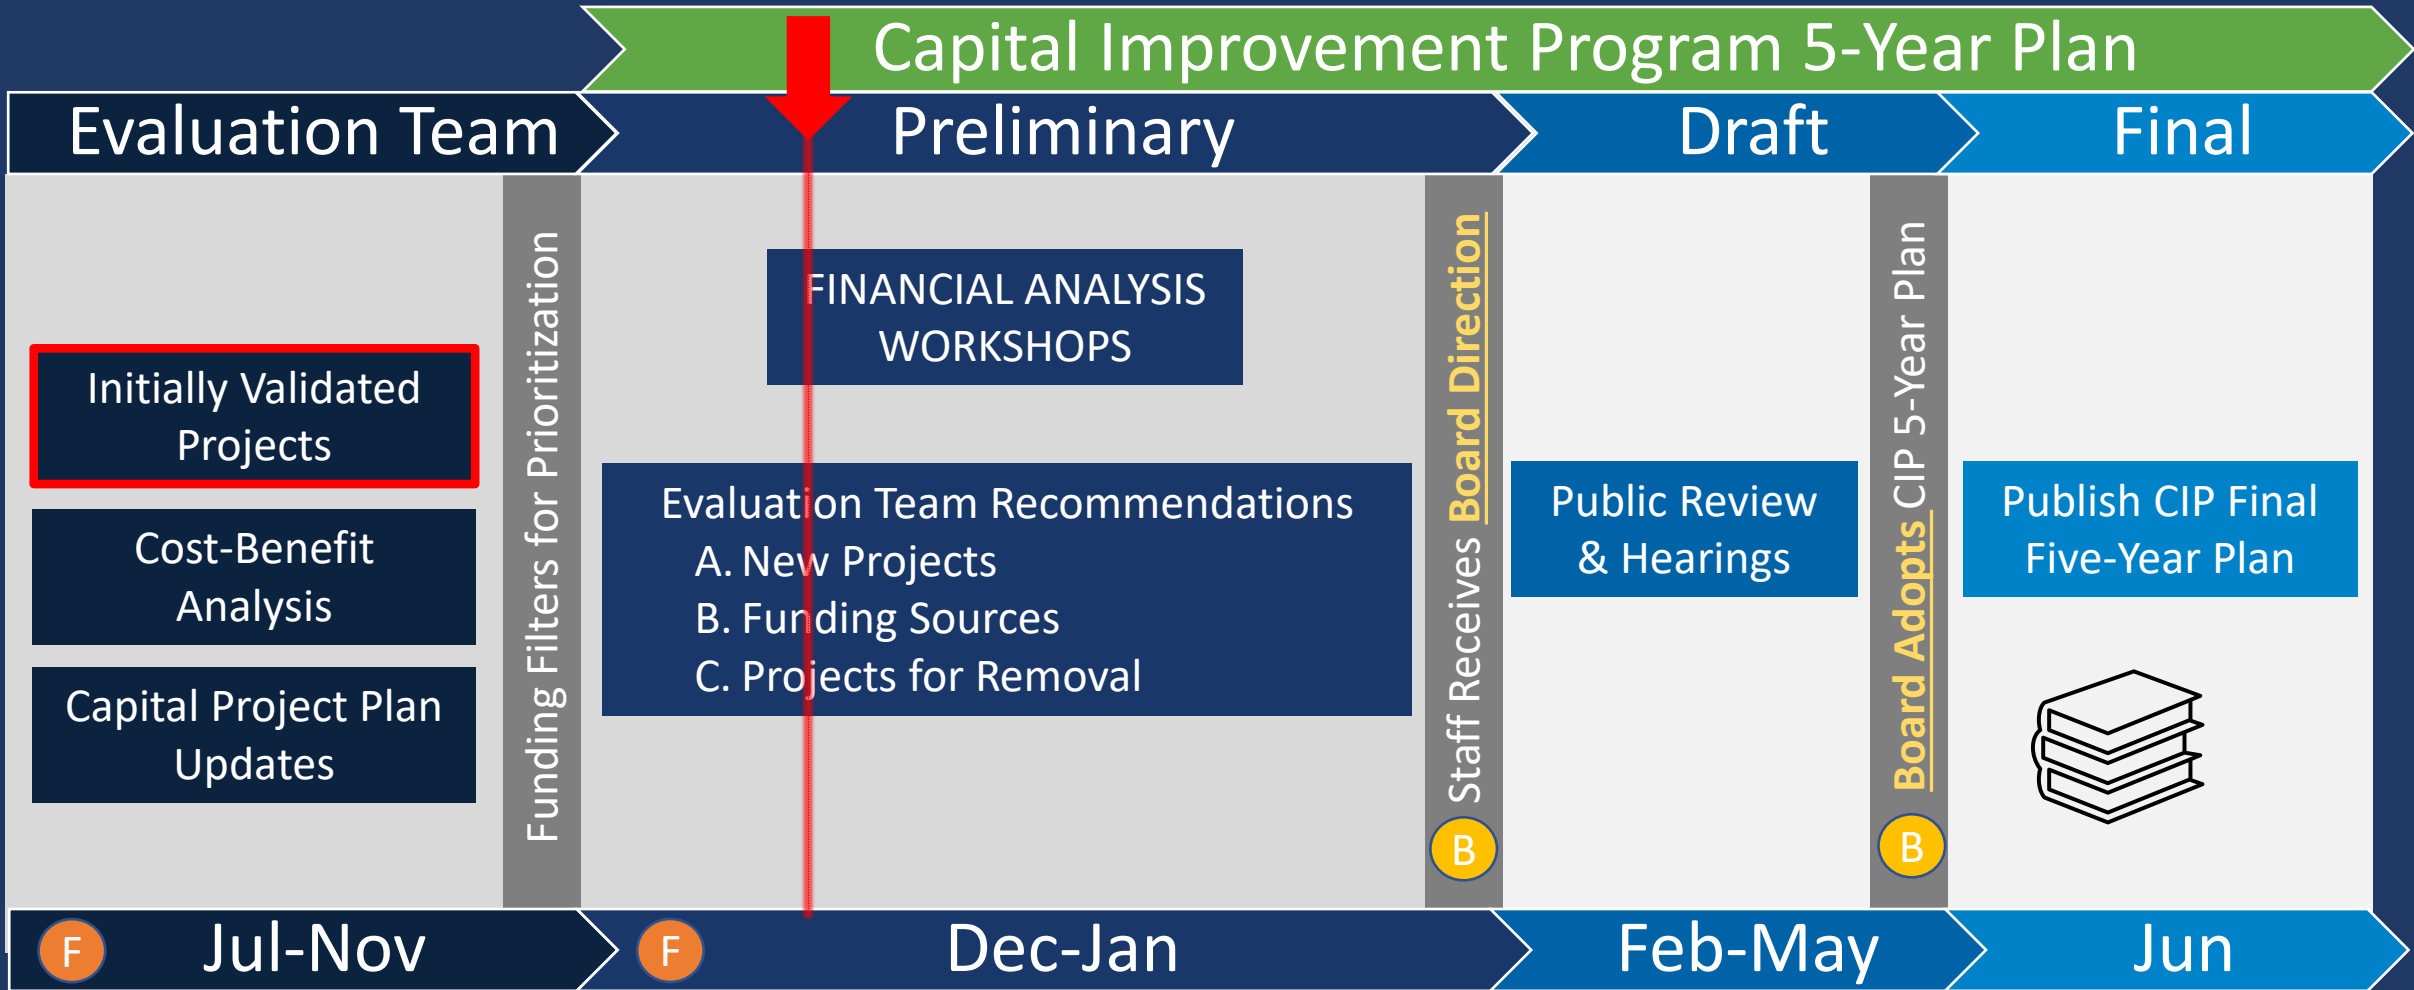 Capital Improvement Program 5-Year Plan
Evaluation Team
Preliminary
Draft
Final
Initially Validated
Projects
Cost-Benefit
Analysis
Capital Project Plan
Updates
Funding Filters for Prioritization
FINANCIAL ANALYSIS
WORKSHOPS
Evaluation Team Recommendations
A. New Projects
B. Funding Sources
C. Projects for Removal
Staff Receives Board Direction
B
Public Review
& Hearings
Board Adopts CIP 5-Year Plan
B
Publish CIP Final
Five-Year Plan
F
Jul-Nov
F
Dec-Jan
Feb-May
Jun